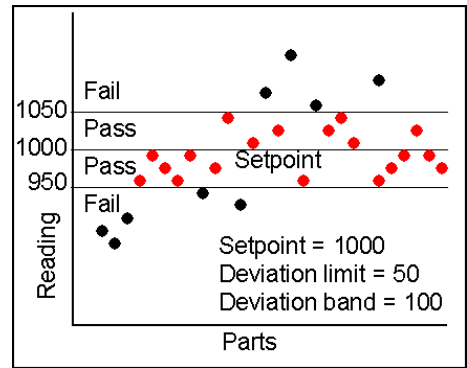 Fail
1050
Pass
1000
Pass
Setpoint
950
Fail
Reading
Setpoint = 1000
Deviation limit = 50
Deviation band = 100
Parts